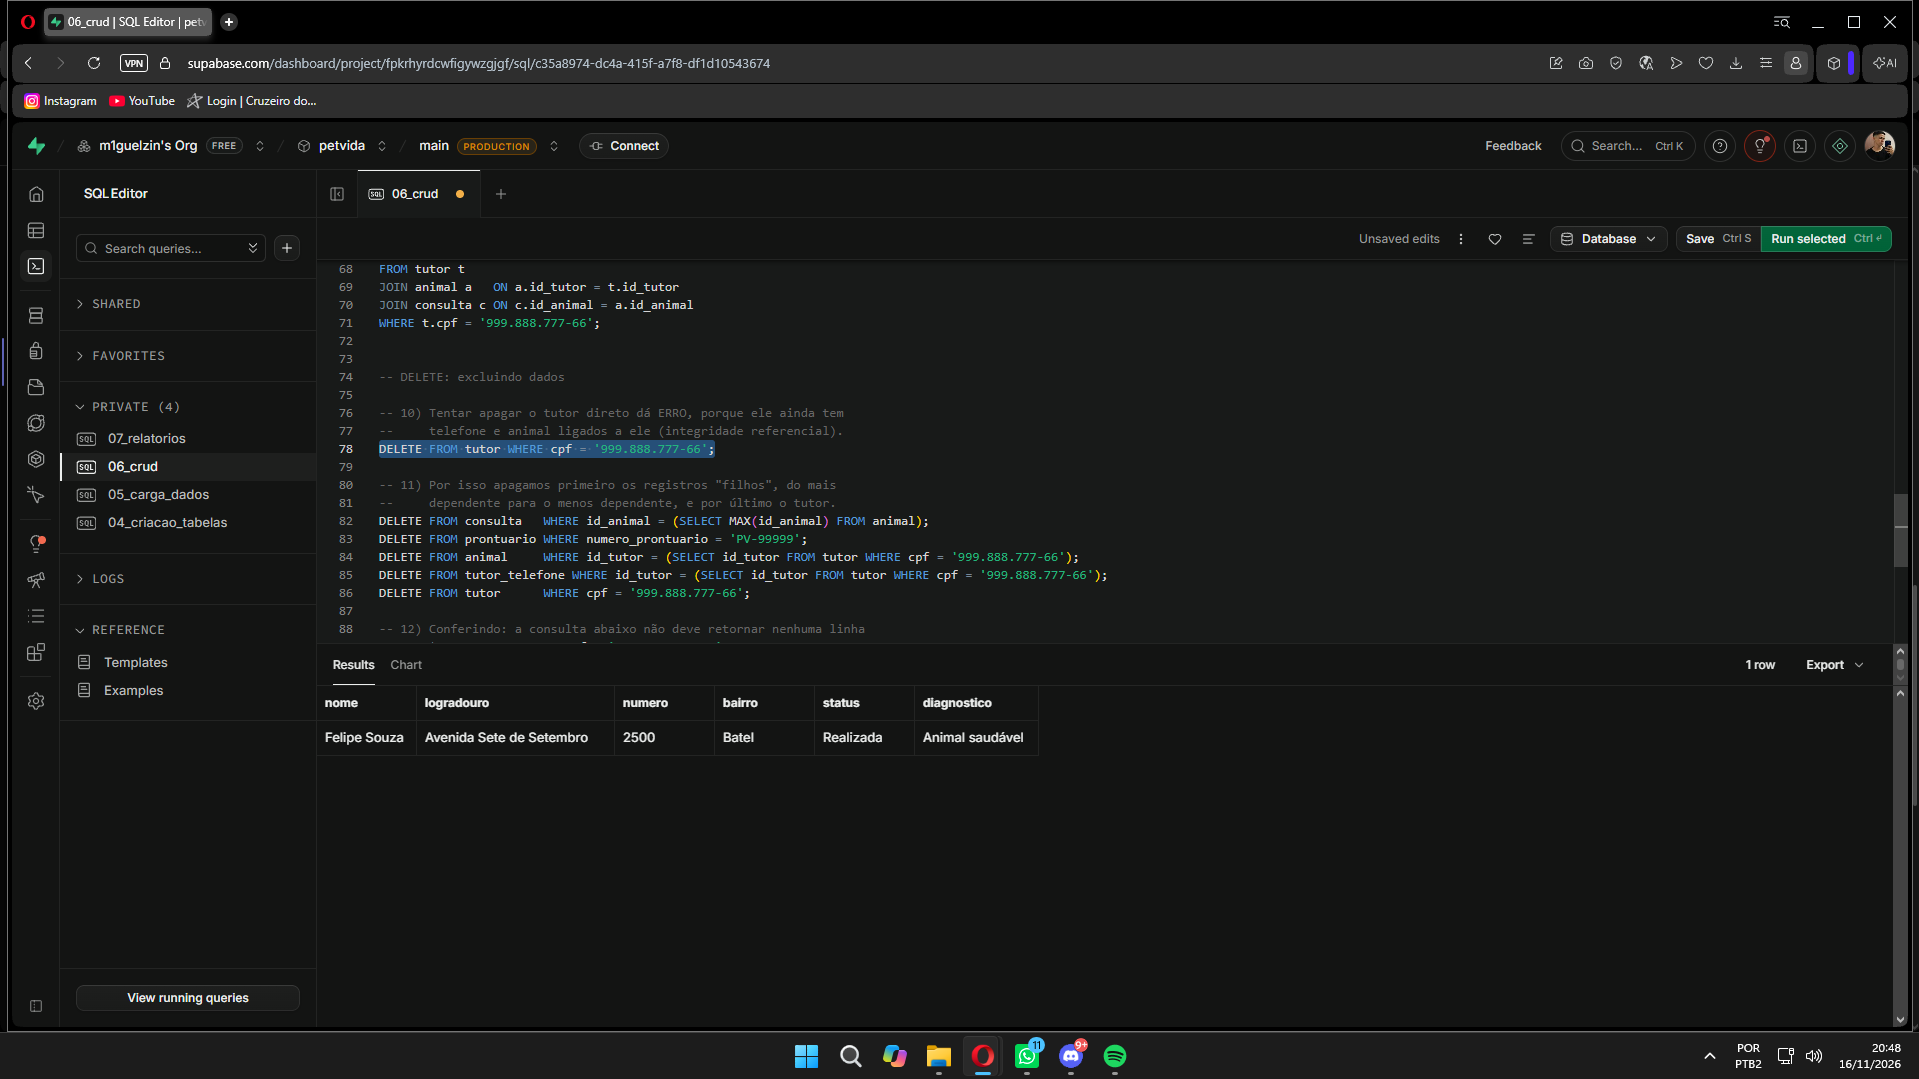 06_crud | SQL Editor | petv
VPN
supabase.com/dashboard/project/fpkrhyrdcwfigywzgjgf/sql/c35a8974-dc4a-415f-a7f8-df1d10543674
AI
Instagram
YouTube
Login | Cruzeiro do...
m1guelzin's Org FREE
petvida
main PRODUCTION
Connect
Feedback
Search... Ctrl K
SQL Editor
SQL 06_crud
Search queries...
Unsaved edits
Database
Save Ctrl S
Run selected Ctrl
SHARED
FAVORITES
PRIVATE (4)
SQL 07_relatorios
SQL 06_crud
SQL 05_carga_dados
SQL 04_criacao_tabelas
LOGS
REFERENCE
Templates
Examples
View running queries
68 FROM tutor t
69 JOIN animal a   ON a.id_tutor = t.id_tutor
70 JOIN consulta c ON c.id_animal = a.id_animal
71 WHERE t.cpf = '999.888.777-66';
72
73
74 -- DELETE: excluindo dados
75
76 -- 10) Tentar apagar o tutor direto dá ERRO, porque ele ainda tem
77 --     telefone e animal ligados a ele (integridade referencial).
78 DELETE FROM tutor WHERE cpf = '999.888.777-66';
79
80 -- 11) Por isso apagamos primeiro os registros "filhos", do mais
81 --     dependente para o menos dependente, e por último o tutor.
82 DELETE FROM consulta   WHERE id_animal = (SELECT MAX(id_animal) FROM animal);
83 DELETE FROM prontuario WHERE numero_prontuario = 'PV-99999';
84 DELETE FROM animal     WHERE id_tutor = (SELECT id_tutor FROM tutor WHERE cpf = '999.888.777-66');
85 DELETE FROM tutor_telefone WHERE id_tutor = (SELECT id_tutor FROM tutor WHERE cpf = '999.888.777-66');
86 DELETE FROM tutor      WHERE cpf = '999.888.777-66';
87
88 -- 12) Conferindo: a consulta abaixo não deve retornar nenhuma linha
Results
Chart
1 row
Export
nome logradouro numero bairro status diagnostico
Felipe Souza Avenida Sete de Setembro 2500 Batel Realizada Animal saudável
11
9+
POR
PTB2
20:48
16/11/2026